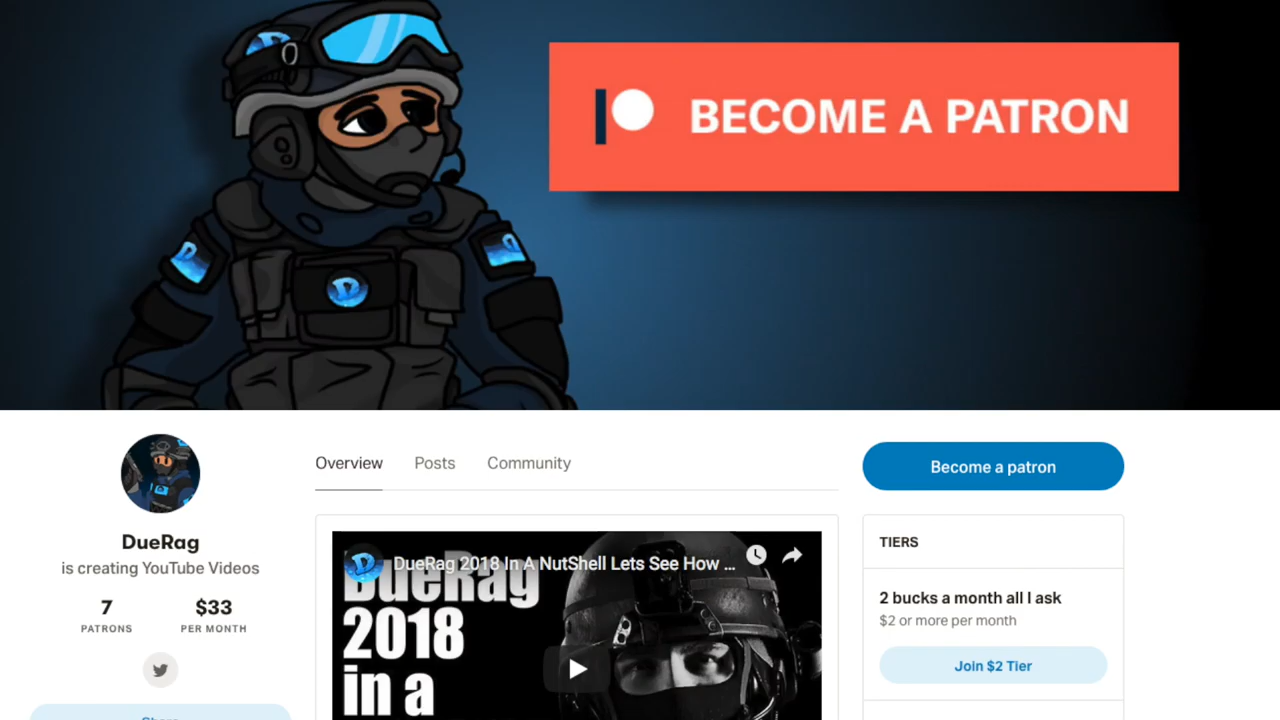 BECOME A PATRON
DueRag
is creating YouTube Videos
7
PATRONS
$33
PER MONTH
Overview
Posts
Community
DueRag 2018 In A NutShell Lets See How ...
DueRag
2018
in a
Become a patron
TIERS
2 bucks a month all I ask
$2 or more per month
Join $2 Tier